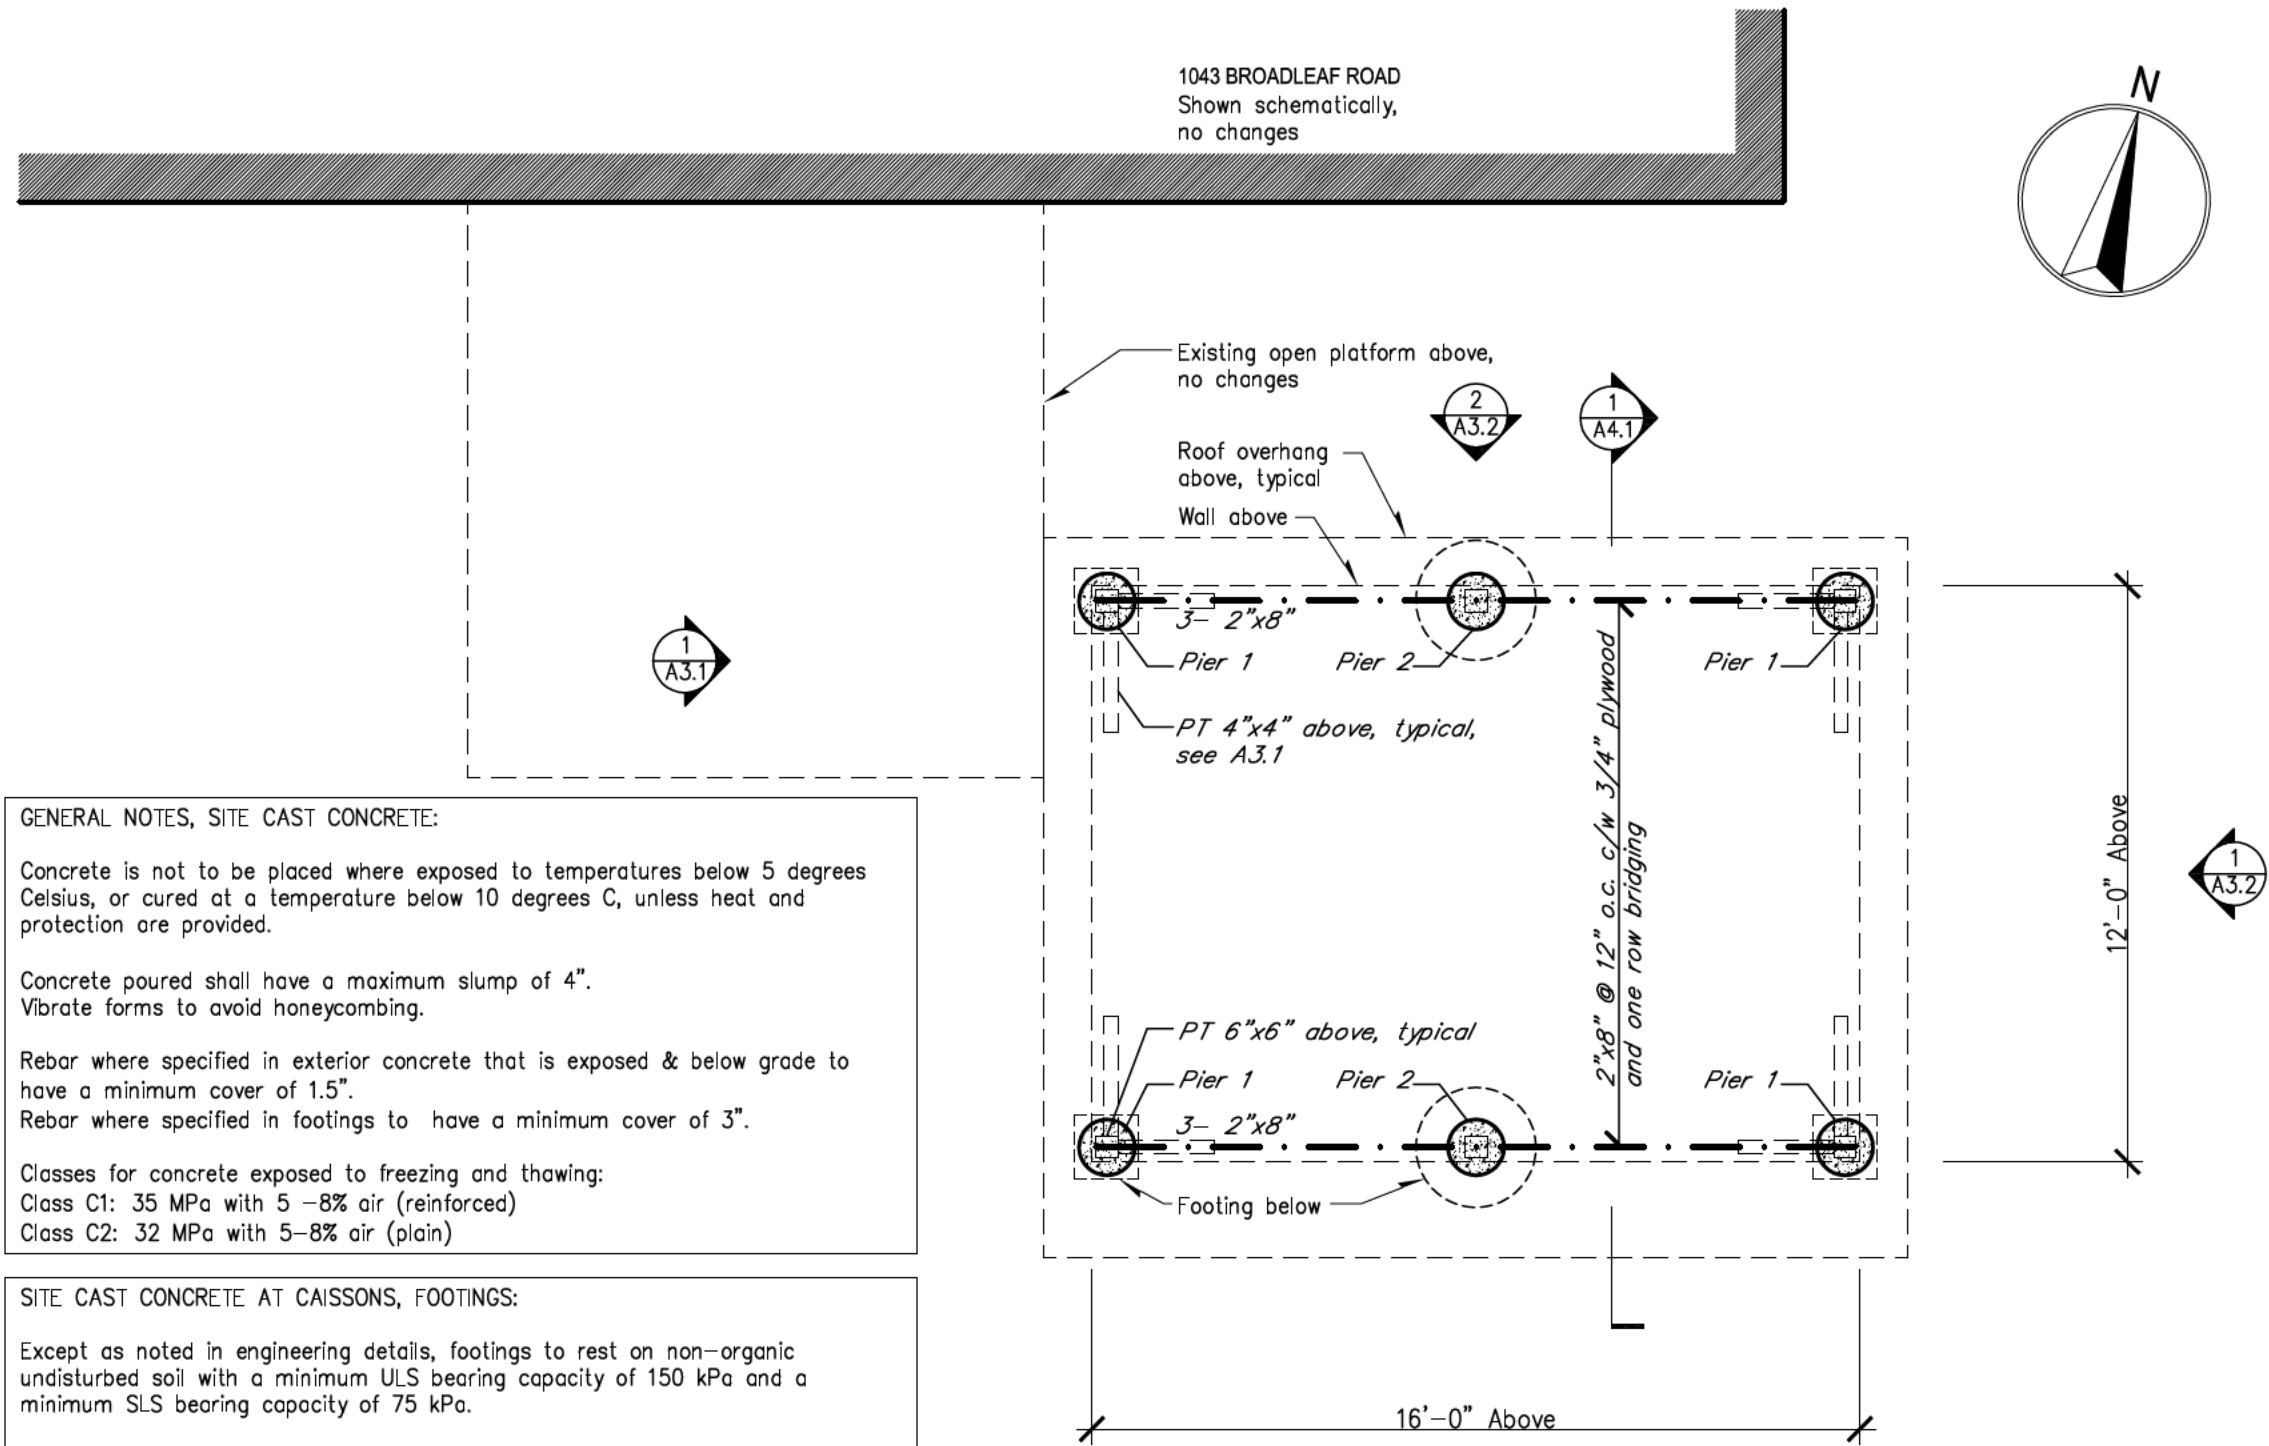 1043 BROADLEAF ROAD
Shown schematically,
no changes
N
Existing open platform above,
no changes
2
A3.2
1
A4.1
Roof overhang
above, typical
Wall above
3- 2"x8"
Pier 1
Pier 2
Pier 1
1
A3.1
PT 4"x4" above, typical,
see A3.1
2"x8" @ 12" o.c. c/w 3/4" plywood
and one row bridging
12'-0" Above
1
A3.2
PT 6"x6" above, typical
Pier 1
Pier 2
Pier 1
3- 2"x8"
Footing below
16'-0" Above
GENERAL NOTES, SITE CAST CONCRETE:
Concrete is not to be placed where exposed to temperatures below 5 degrees
Celsius, or cured at a temperature below 10 degrees C, unless heat and
protection are provided.
Concrete poured shall have a maximum slump of 4".
Vibrate forms to avoid honeycombing.
Rebar where specified in exterior concrete that is exposed & below grade to
have a minimum cover of 1.5".
Rebar where specified in footings to have a minimum cover of 3".
Classes for concrete exposed to freezing and thawing:
Class C1: 35 MPa with 5 -8% air (reinforced)
Class C2: 32 MPa with 5-8% air (plain)
SITE CAST CONCRETE AT CAISSONS, FOOTINGS:
Except as noted in engineering details, footings to rest on non-organic
undisturbed soil with a minimum ULS bearing capacity of 150 kPa and a
minimum SLS bearing capacity of 75 kPa.